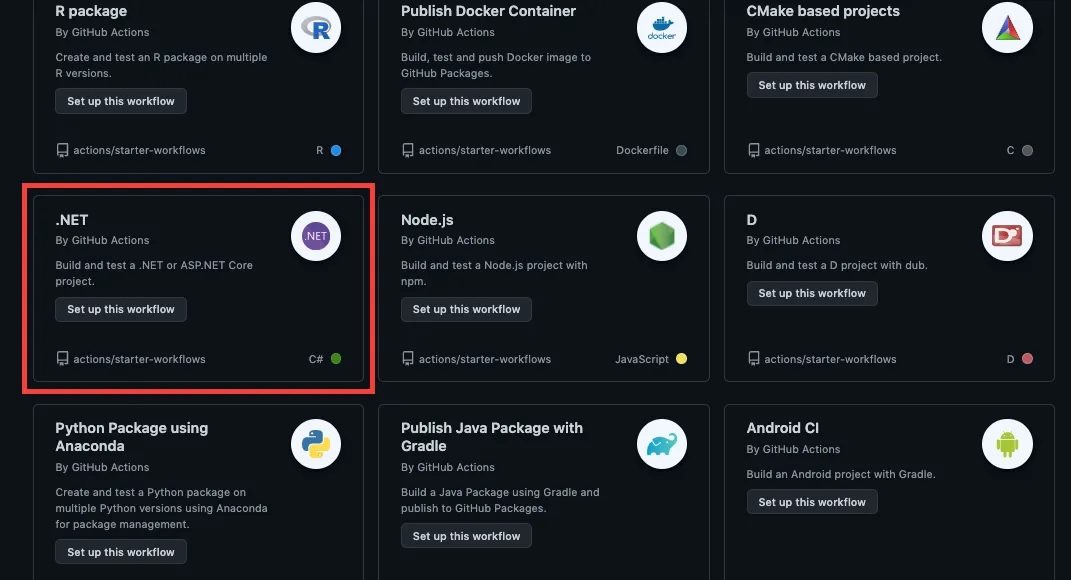 R package
By GitHub Actions
Create and test an R package on multiple
R versions.
Set up this workflow
actions/starter-workflows
R
Publish Docker Container
By GitHub Actions
Build, test and push Docker image to
GitHub Packages.
Set up this workflow
actions/starter-workflows
Dockerfile
docker
CMake based projects
By GitHub Actions
Build and test a CMake based project.
Set up this workflow
actions/starter-workflows
C
.NET
By GitHub Actions
Build and test a .NET or ASP.NET Core
project.
Set up this workflow
actions/starter-workflows
C#
.NET
Node.js
By GitHub Actions
Build and test a Node.js project with
npm.
Set up this workflow
actions/starter-workflows
JavaScript
D
By GitHub Actions
Build and test a D project with dub.
Set up this workflow
actions/starter-workflows
D
D
Python Package using
Anaconda
By GitHub Actions
Create and test a Python package on
multiple Python versions using Anaconda
for package management.
Set up this workflow
Publish Java Package with
Gradle
By GitHub Actions
Build a Java Package using Gradle and
publish to GitHub Packages.
Set up this workflow
Android CI
By GitHub Actions
Build an Android project with Gradle.
Set up this workflow
R